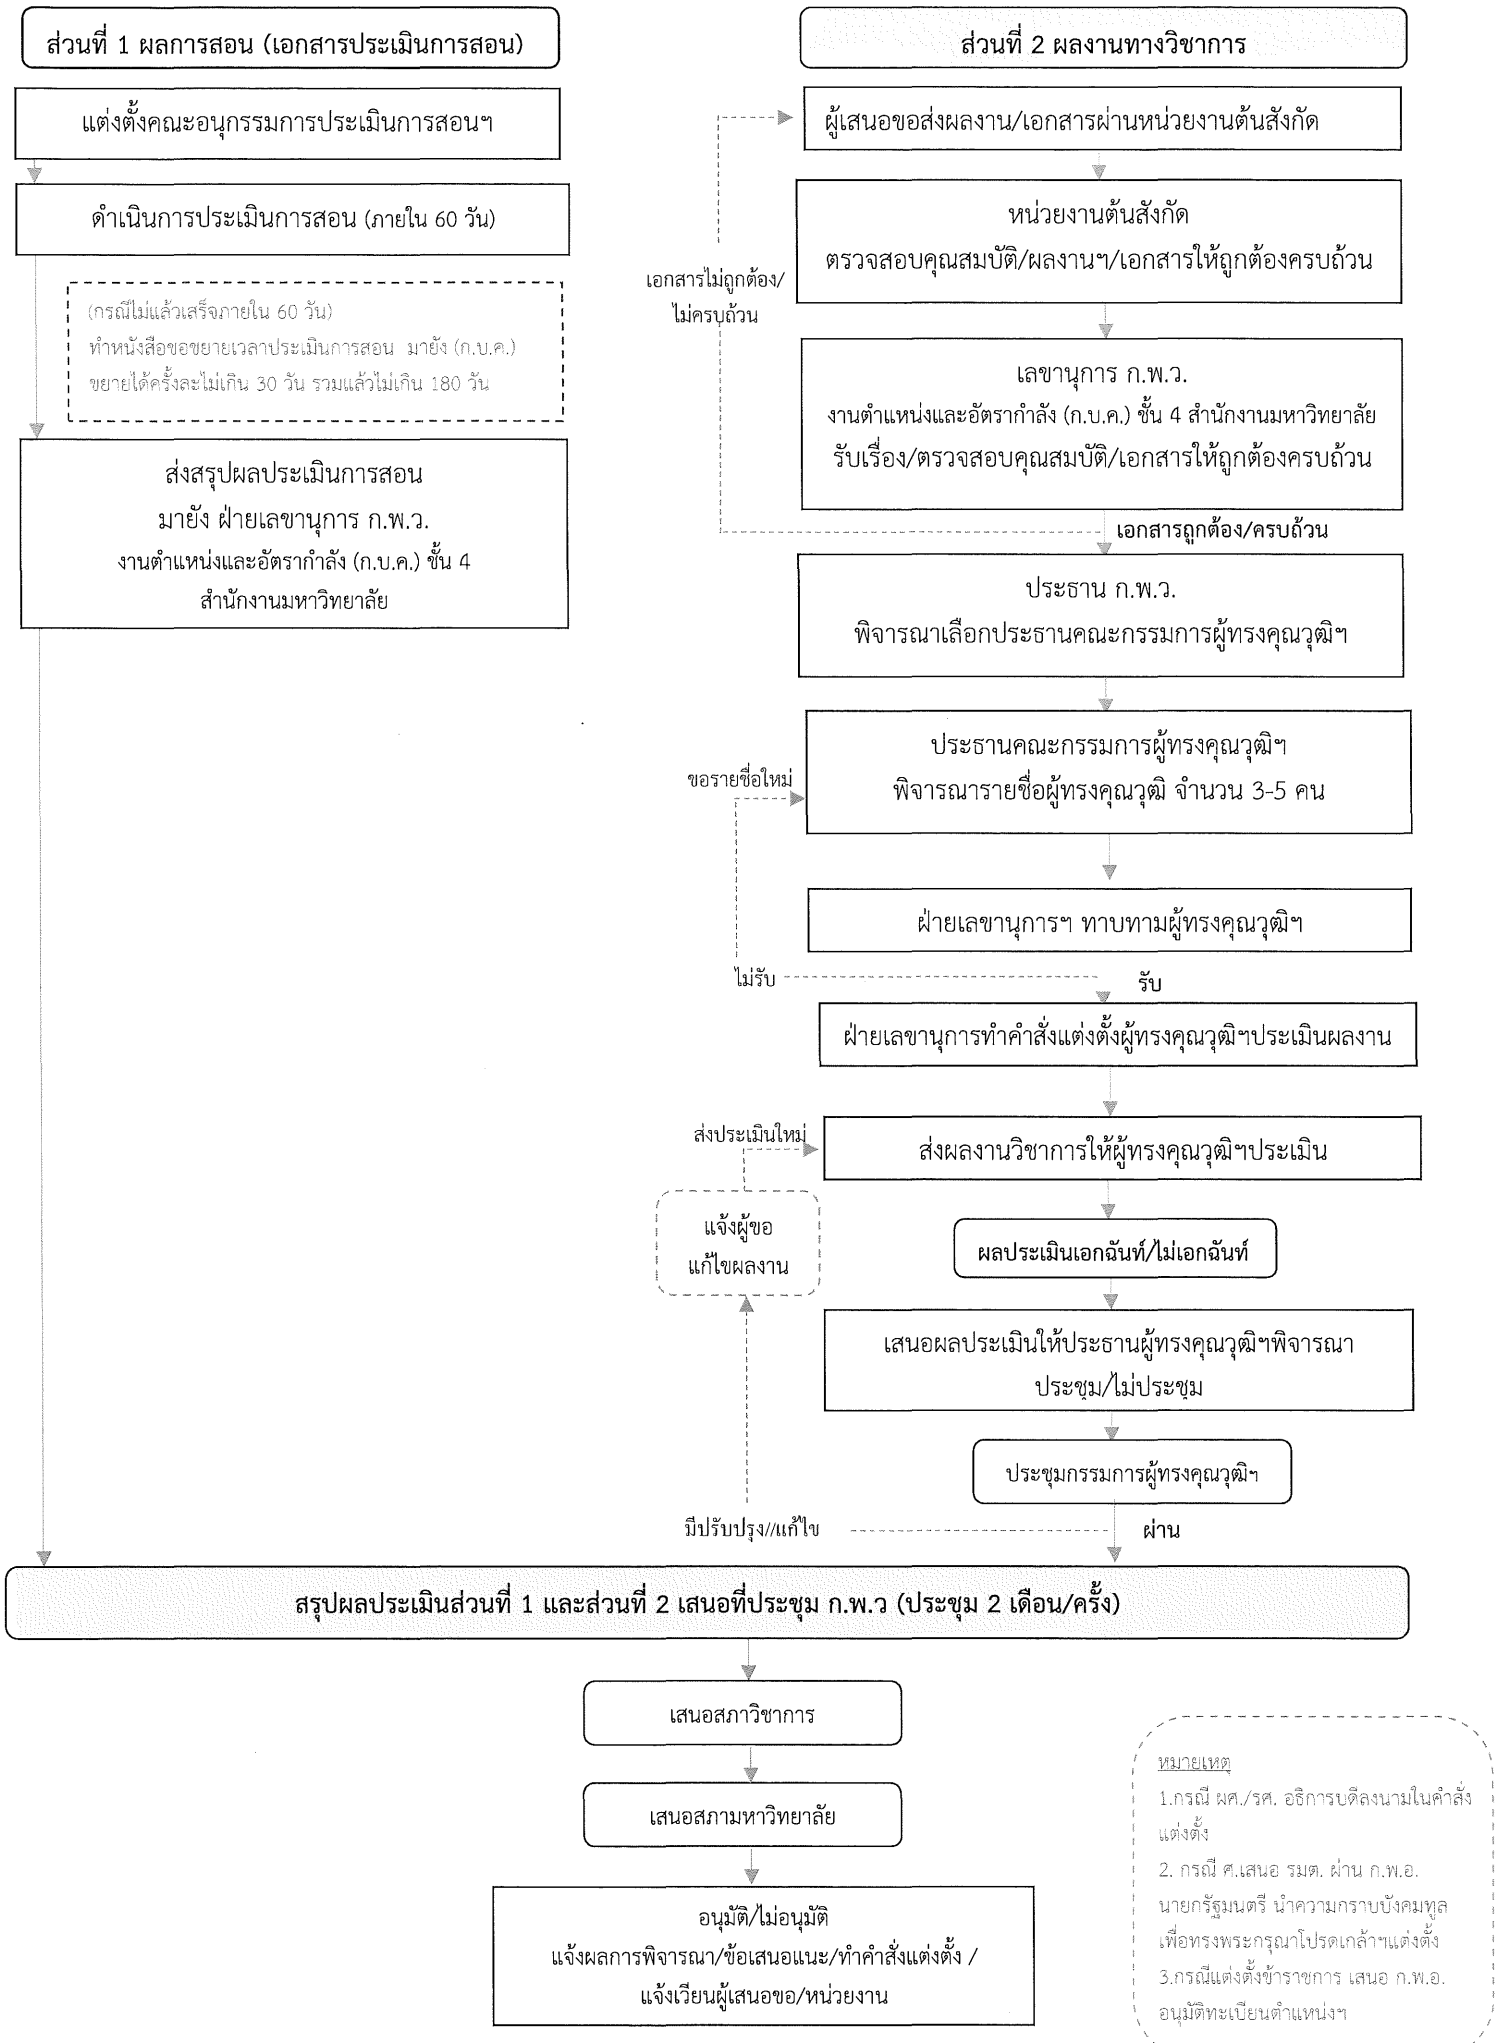 ส่วนที่ 1 ผลการสอน (เอกสารประเมินการสอน)
แต่งตั้งคณะอนุกรรมการประเมินการสอนฯ
ดำเนินการประเมินการสอน (ภายใน 60 วัน)
(กรณีไม่แล้วเสร็จภายใน 60 วัน)
ทำหนังสือขอขยายเวลาประเมินการสอน มายัง (ก.บ.ค.)
ขยายได้ครั้งละไม่เกิน 30 วัน รวมแล้วไม่เกิน 180 วัน
ส่งสรุปผลประเมินการสอน
มายัง ฝ่ายเลขานุการ ก.พ.ว.
งานตำแหน่งและอัตรากำลัง (ก.บ.ค.) ชั้น 4
สำนักงานมหาวิทยาลัย
ส่วนที่ 2 ผลงานทางวิชาการ
ผู้เสนอขอส่งผลงาน/เอกสารผ่านหน่วยงานต้นสังกัด
หน่วยงานต้นสังกัด
ตรวจสอบคุณสมบัติ/ผลงานฯ/เอกสารให้ถูกต้องครบถ้วน
เอกสารไม่ถูกต้อง/
ไม่ครบถ้วน
เลขานุการ ก.พ.ว.
งานตำแหน่งและอัตรากำลัง (ก.บ.ค.) ชั้น 4 สำนักงานมหาวิทยาลัย
รับเรื่อง/ตรวจสอบคุณสมบัติ/เอกสารให้ถูกต้องครบถ้วน
เอกสารถูกต้อง/ครบถ้วน
ประธาน ก.พ.ว.
พิจารณาเลือกประธานคณะกรรมการผู้ทรงคุณวุฒิฯ
ประธานคณะกรรมการผู้ทรงคุณวุฒิฯ
พิจารณารายชื่อผู้ทรงคุณวุฒิ จำนวน 3-5 คน
ขอรายชื่อใหม่
ฝ่ายเลขานุการฯ ทาบทามผู้ทรงคุณวุฒิฯ
ไม่รับ
รับ
ฝ่ายเลขานุการทำคำสั่งแต่งตั้งผู้ทรงคุณวุฒิฯประเมินผลงาน
ส่งประเมินใหม่
ส่งผลงานวิชาการให้ผู้ทรงคุณวุฒิฯประเมิน
แจ้งผู้ขอ
แก้ไขผลงาน
ผลประเมินเอกฉันท์/ไม่เอกฉันท์
เสนอผลประเมินให้ประธานผู้ทรงคุณวุฒิฯพิจารณา
ประชุม/ไม่ประชุม
ประชุมกรรมการผู้ทรงคุณวุฒิฯ
มีปรับปรุง//แก้ไข
ผ่าน
สรุปผลประเมินส่วนที่ 1 และส่วนที่ 2 เสนอที่ประชุม ก.พ.ว (ประชุม 2 เดือน/ครั้ง)
เสนอสภาวิชาการ
เสนอสภามหาวิทยาลัย
อนุมัติ/ไม่อนุมัติ
แจ้งผลการพิจารณา/ข้อเสนอแนะ/ทำคำสั่งแต่งตั้ง /
แจ้งเวียนผู้เสนอขอ/หน่วยงาน
หมายเหตุ
1.กรณี ผศ./รศ. อธิการบดีลงนามในคำสั่ง
แต่งตั้ง
2. กรณี ศ.เสนอ รมต. ผ่าน ก.พ.อ.
นายกรัฐมนตรี นำความกราบบังคมทูล
เพื่อทรงพระกรุณาโปรดเกล้าฯแต่งตั้ง
3.กรณีแต่งตั้งข้าราชการ เสนอ ก.พ.อ.
อนุมัติทะเบียนตำแหน่งฯ